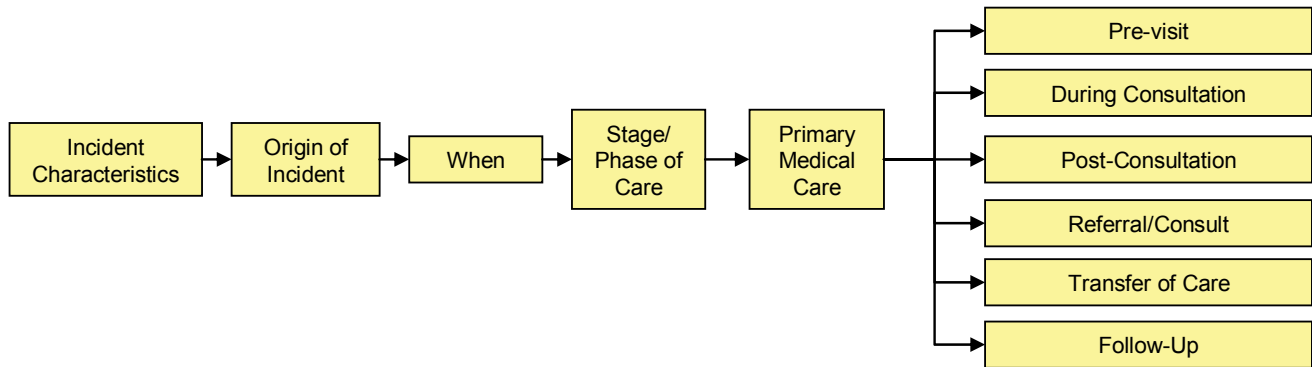 Incident
Characteristics
Origin of
Incident
When
Stage/
Phase of
Care
Primary
Medical
Care
Pre-visit
During Consultation
Post-Consultation
Referral/Consult
Transfer of Care
Follow-Up